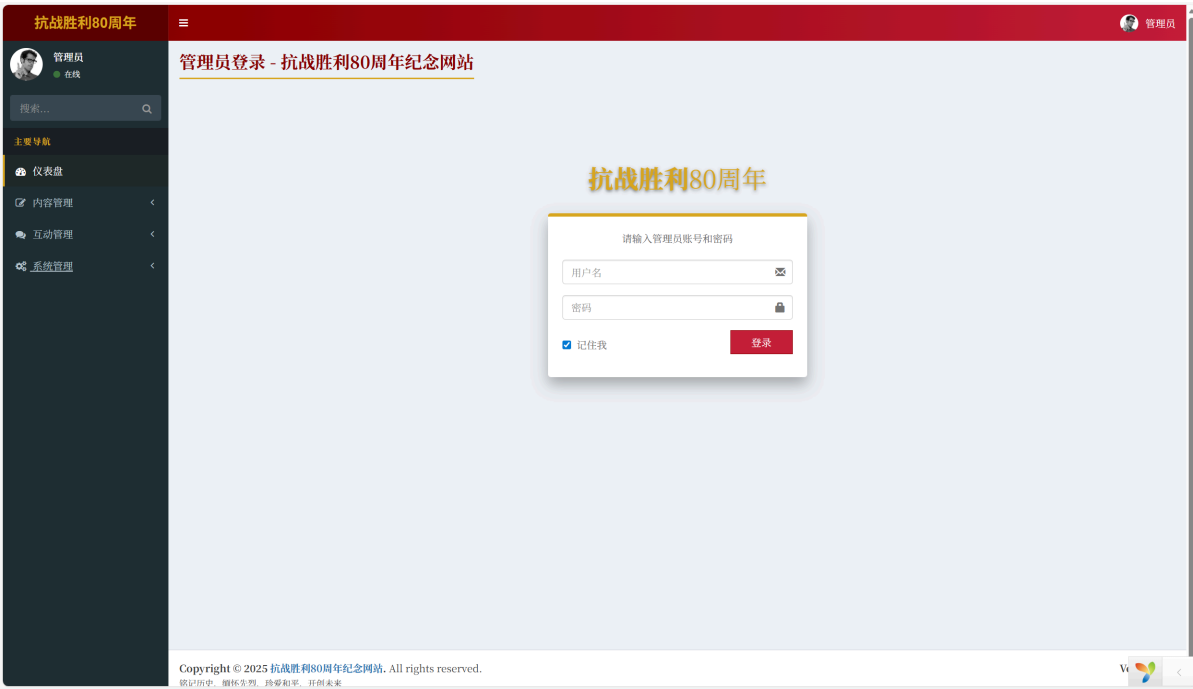 抗战胜利80周年
管理员
管理员
在线
搜索...
主要导航
仪表盘
内容管理
互动管理
系统管理
管理员登录 - 抗战胜利80周年纪念网站
抗战胜利80周年
请输入管理员账号和密码
用户名
密码
记住我
登录
Copyright © 2025 抗战胜利80周年纪念网站. All rights reserved.
铭记历史、缅怀先烈、珍爱和平、开创未来